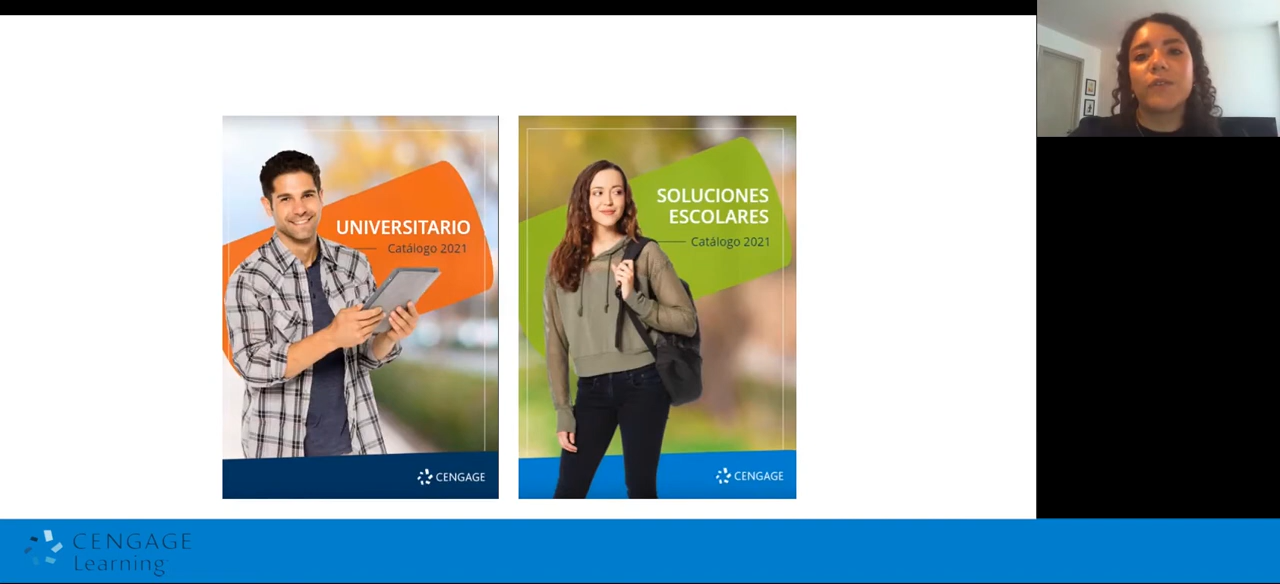 UNIVERSITARIO
Catálogo 2021
CENGAGE
SOLUCIONES
ESCOLARES
Catálogo 2021
CENGAGE
CENGAGE
Learning